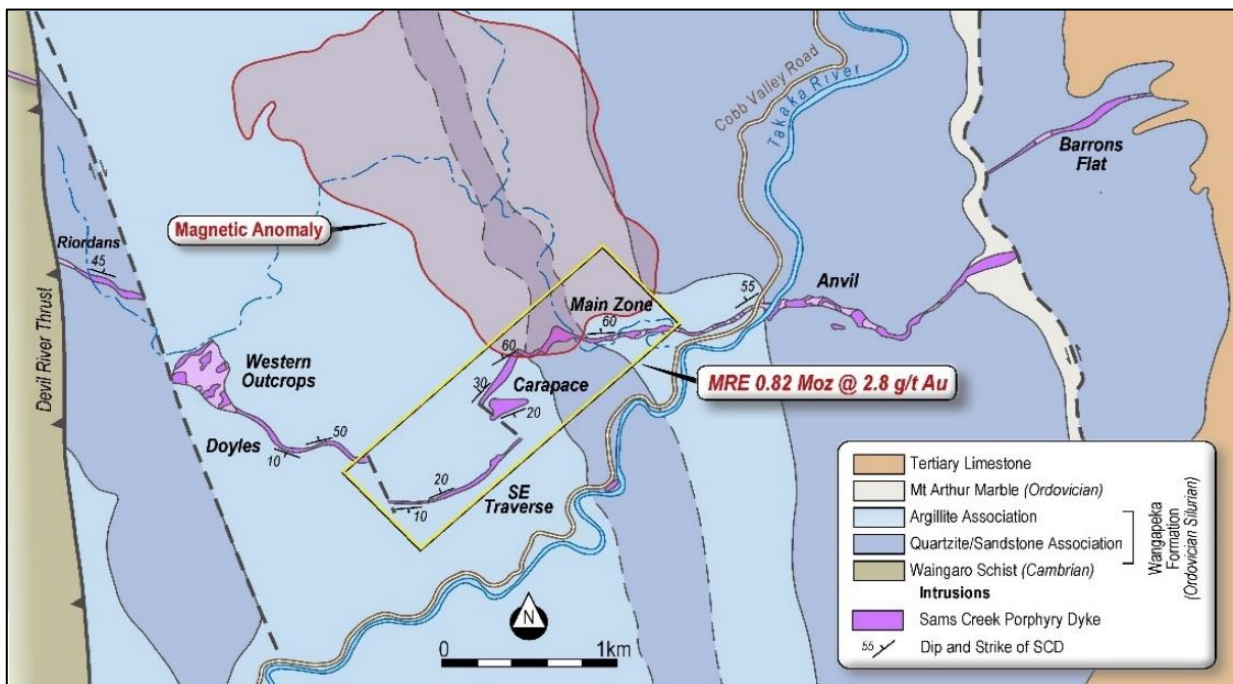 Cobb Valley Road
Takaka River
Barrons
Flat
Magnetic Anomaly
Riordans
45
Devil River Thrust
Western
Outcrops
Main Zone
60
55
Anvil
60
30
Carapace
20
MRE 0.82 Moz @ 2.8 g/t Au
Doyles
10
50
20
10
SE
Traverse
N
0
1km
Tertiary Limestone
Mt Arthur Marble (Ordovician)
Argillite Association
Quartzite/Sandstone Association
Waingaro Schist (Cambrian)
Wangapeka
Formation
(Ordovician Silurian)
Intrusions
Sams Creek Porphyry Dyke
55
Dip and Strike of SCD